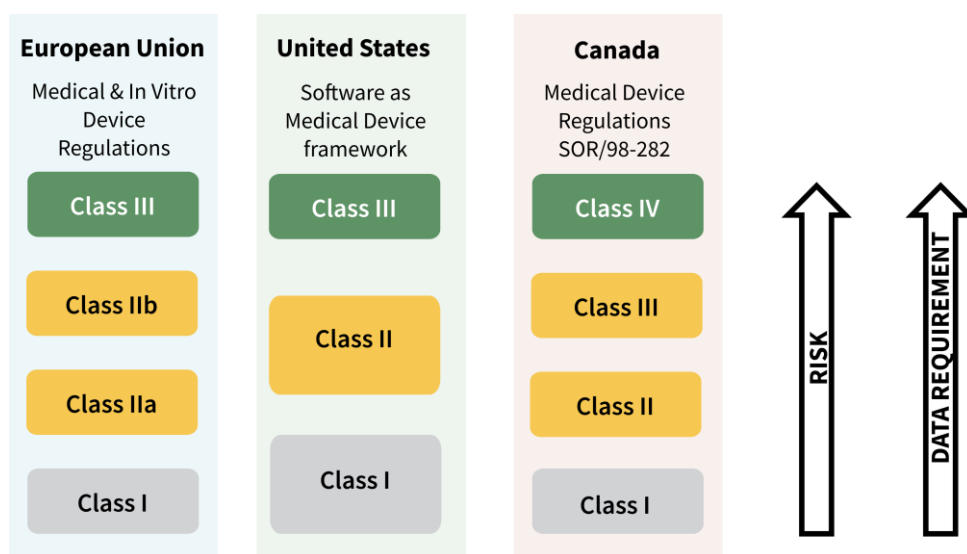 European Union
Medical & In Vitro
Device
Regulations
Class III
Class IIb
Class IIa
Class I
United States
Software as
Medical Device
framework
Class III
Class II
Class I
Canada
Medical Device
Regulations
SOR/98-282
Class IV
Class III
Class II
Class I
RISK
DATA REQUIREMENT